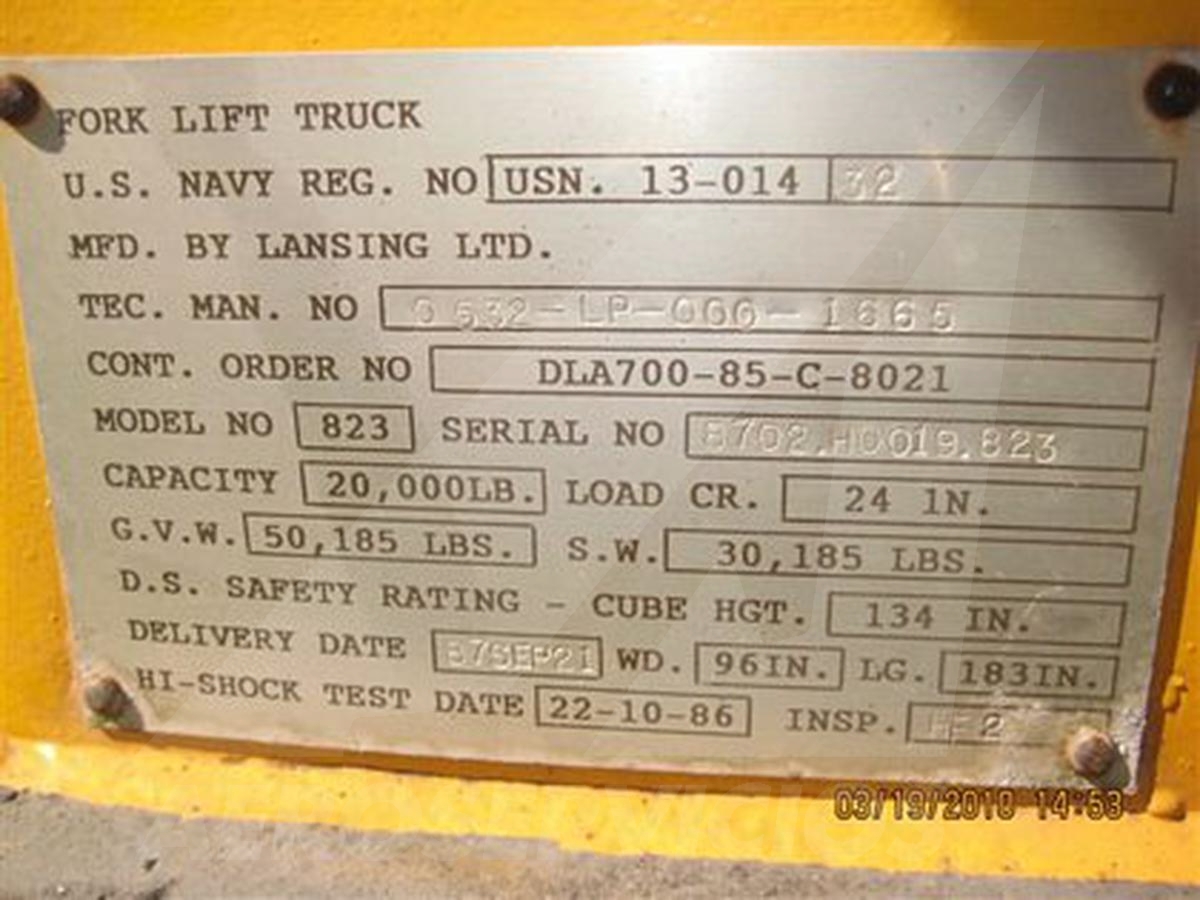 FORK LIFT TRUCK
U.S. NAVY REG. NO USN. 13-014 32
MFD. BY LANSING LTD.
TEC. MAN. NO 0532-LP-000-1665
CONT. ORDER NO DLA700-85-C-8021
MODEL NO 823 SERIAL NO 8702.H0019.823
CAPACITY 20,000LB. LOAD CR. 24 1N.
G.V.W. 50,185 LBS. S.W. 30,185 LBS.
D.S. SAFETY RATING - CUBE HGT. 134 IN.
DELIVERY DATE 87SEP21 WD. 96IN. LG. 183IN.
HI-SHOCK TEST DATE 22-10-86 INSP.
03/19/2010 14:53